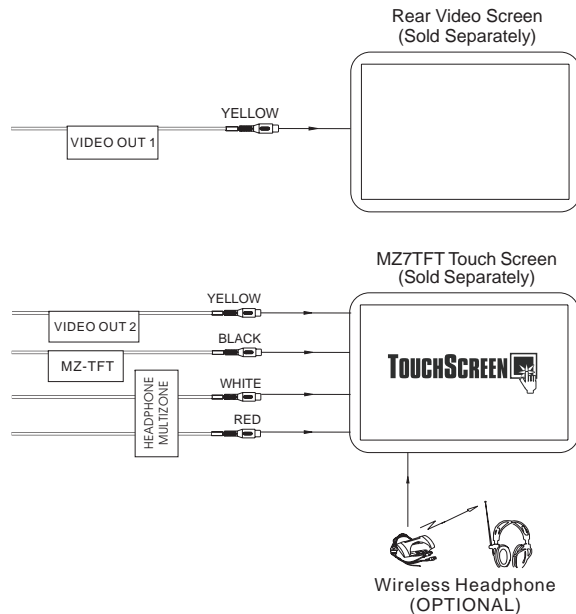 Rear Video Screen
(Sold Separately)
YELLOW
VIDEO OUT 1
MZ7TFT Touch Screen
(Sold Separately)
YELLOW
VIDEO OUT 2
BLACK
MZ-TFT
TOUCHSCREEN
WHITE
HEADPHONE
MULTIZONE
RED
Wireless Headphone
(OPTIONAL)